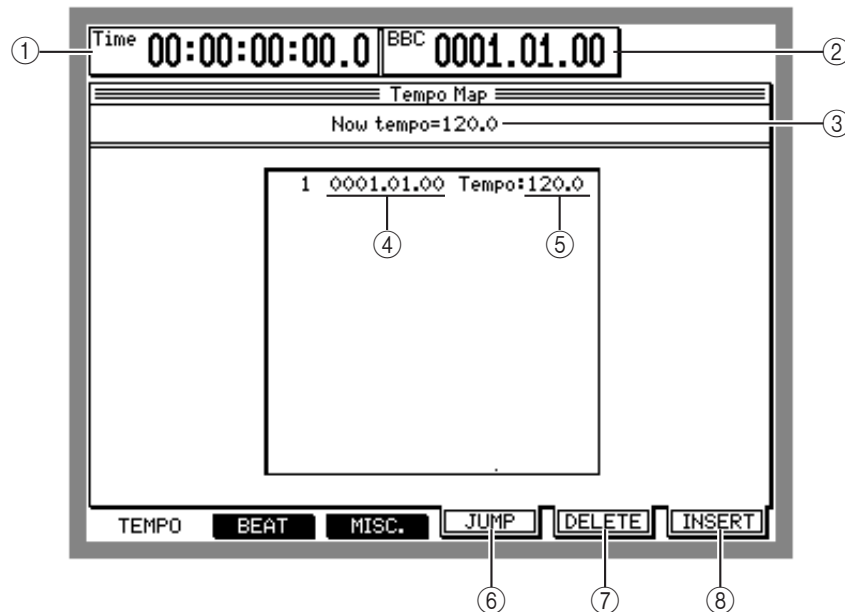 ① Time 00:00:00:00.0 BBC 0001.01.00 ②
Tempo Map
Now tempo=120.0 ③
1 0001.01.00 Tempo:120.0
④ ⑤
TEMPO BEAT MISC. JUMP DELETE INSERT
⑥ ⑦ ⑧